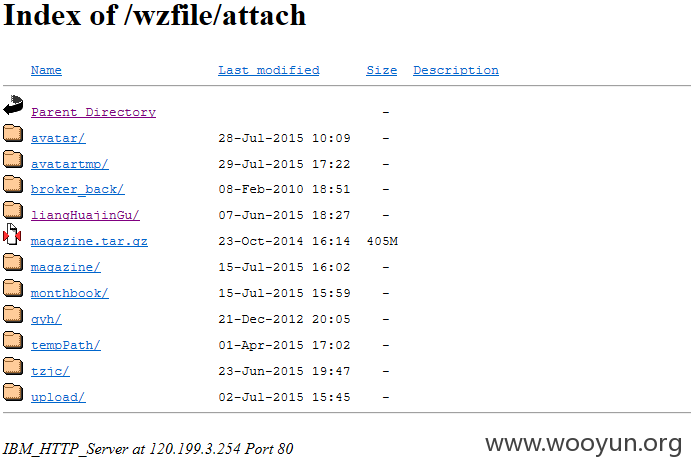 Index of /wzfile/attach
Name Last modified Size Description
Parent Directory -
avatar/ 28-Jul-2015 10:09 -
avatartmp/ 29-Jul-2015 17:22 -
broker_back/ 08-Feb-2010 18:51 -
liangHuajinGu/ 07-Jun-2015 18:27 -
magazine.tar.gz 23-Oct-2014 16:14 405M
magazine/ 15-Jul-2015 16:02 -
monthbook/ 15-Jul-2015 15:59 -
qyh/ 21-Dec-2012 20:05 -
tempPath/ 01-Apr-2015 17:02 -
tzjc/ 23-Jun-2015 19:47 -
upload/ 02-Jul-2015 15:45 -
IBM_HTTP_Server at 120.199.3.254 Port 80
www.wooyun.org